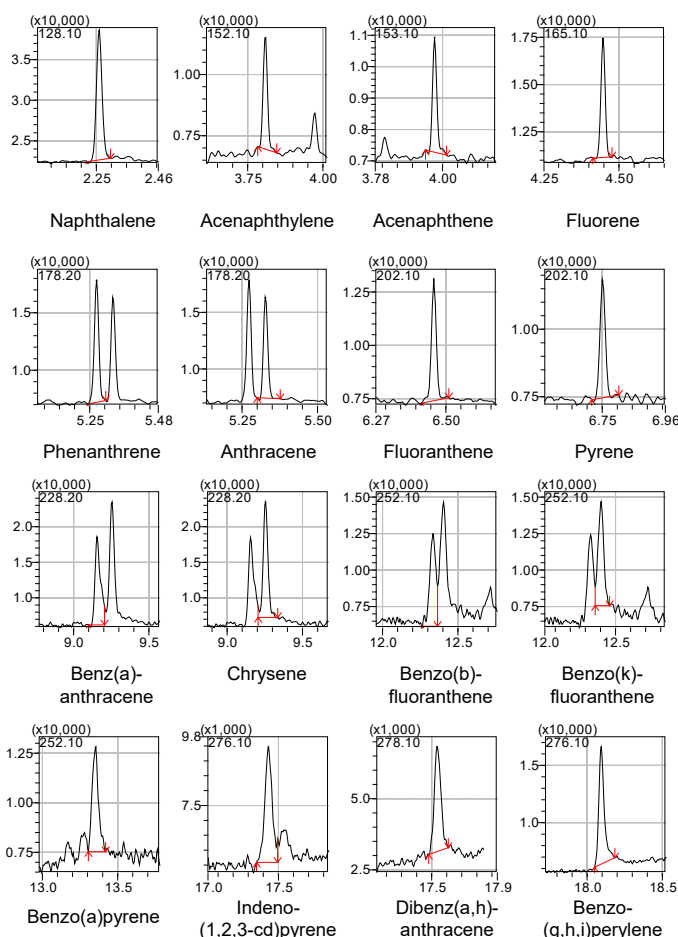 (x10,000) (x10,000) (x10,000) (x10,000)
128.10 152.10 153.10 165.10
3.5 3.0 2.5 1.00 0.75 1.1 1.0 0.9 0.8 0.7 1.75 1.50 1.25
2.25 2.46 3.75 4.00 3.78 4.00 4.25 4.50
Naphthalene Acenaphthylene Acenaphthene Fluorene
(x10,000) (x10,000) (x10,000) (x10,000)
178.20 178.20 202.10 202.10
1.5 1.0 1.5 1.0 1.25 1.00 0.75 1.00 0.75
5.25 5.48 5.25 5.50 6.27 6.50 6.75 6.96
Phenanthrene Anthracene Fluoranthene Pyrene
(x10,000) (x10,000) (x10,000) (x10,000)
228.20 228.20 252.10 252.10
2.0 1.5 1.0 2.0 1.5 1.0 1.50 1.25 1.00 0.75 1.50 1.25 1.00 0.75
9.0 9.5 9.0 9.5 12.0 12.5 12.0 12.5
Benz(a)- Chrysene Benzo(b)- Benzo(k)-
anthracene fluoranthene fluoranthene
(x10,000) (x1,000) (x1,000) (x10,000)
252.10 276.10 278.10 276.10
1.25 1.00 0.75 9.8 7.5 5.0 2.5 1.5 1.0
13.0 13.5 17.0 17.5 17.5 17.9 18.0 18.5
Benzo(a)pyrene Indeno- Dibenz(a,h)- Benzo-
(1,2,3-cd)pyrene anthracene (g,h,i)perylene